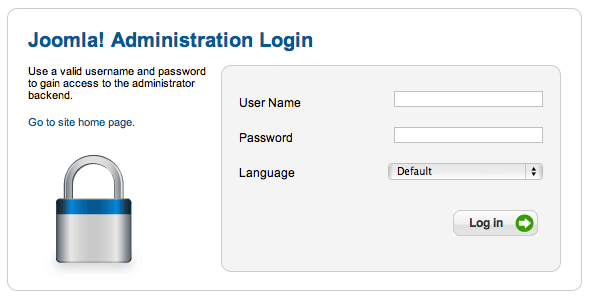 Joomla! Administration Login
Use a valid username and password
to gain access to the administrator
backend.
Go to site home page.
User Name
Password
Language
Default
Log in